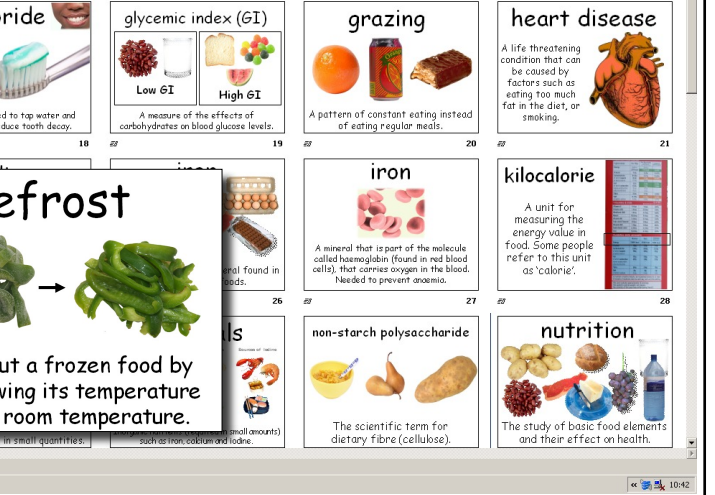 ride
ed to tap water and
duce tooth decay.
18
glycemic index (GI)
Low GI
High GI
A measure of the effects of
carbohydrates on blood glucose levels.
19
grazing
A pattern of constant eating instead
of eating regular meals.
20
heart disease
A life threatening
condition that can
be caused by
factors such as
eating too much
fat in the diet, or
smoking.
21
iron
eral found in
oods.
26
iron
A mineral that is part of the molecule
called haemoglobin (found in red blood
cells), that carries oxygen in the blood.
Needed to prevent anaemia.
27
kilocalorie
A unit for
measuring the
energy value in
food. Some people
refer to this unit
as ‘calorie’.
28
efrost
ut a frozen food by
wing its temperature
room temperature.
in small quantities.
ls
(required in small amounts)
such as iron, calcium and iodine.
non-starch polysaccharide
The scientific term for
dietary fibre (cellulose).
nutrition
The study of basic food elements
and their effect on health.
10:42